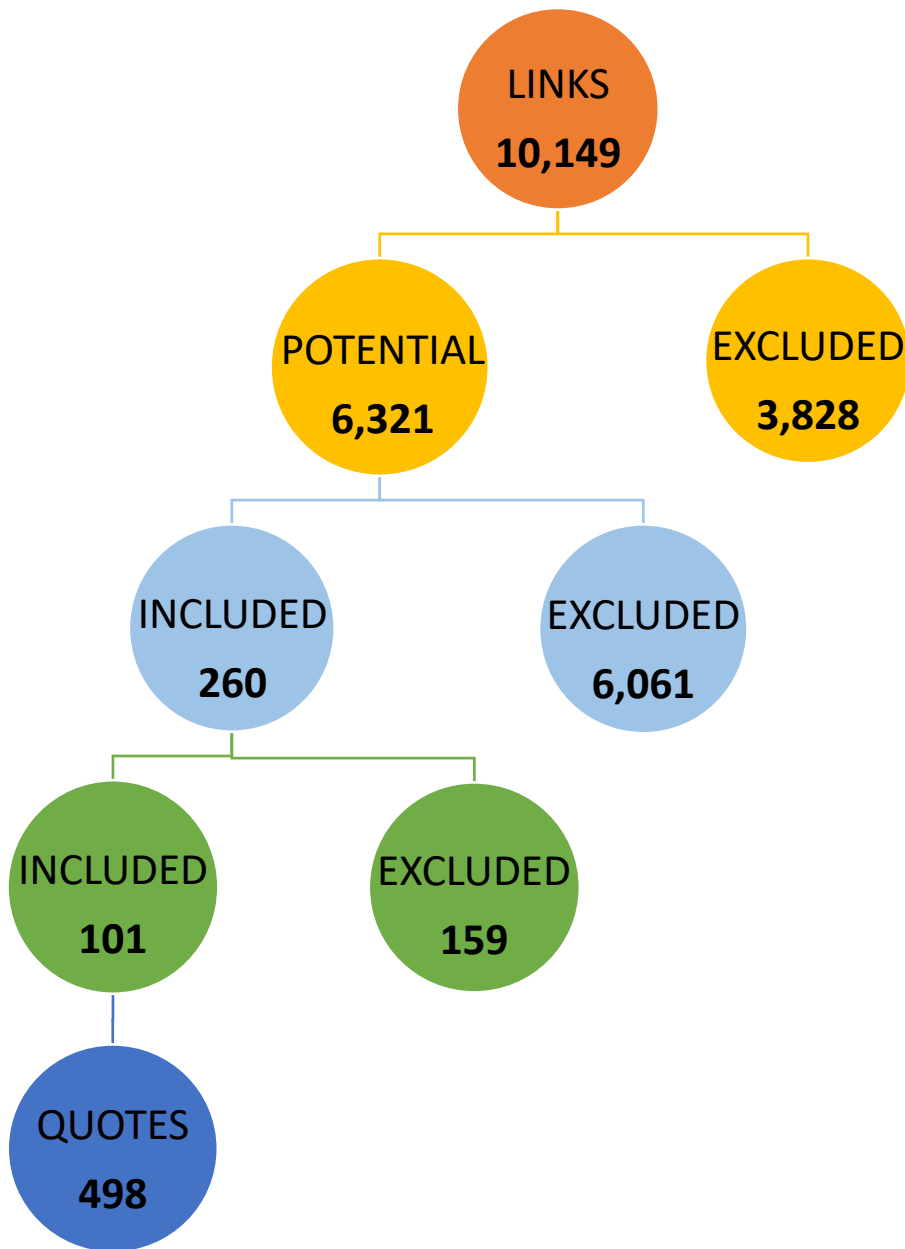 LINKS
10,149
POTENTIAL
6,321
EXCLUDED
3,828
INCLUDED
260
EXCLUDED
6,061
INCLUDED
101
EXCLUDED
159
QUOTES
498